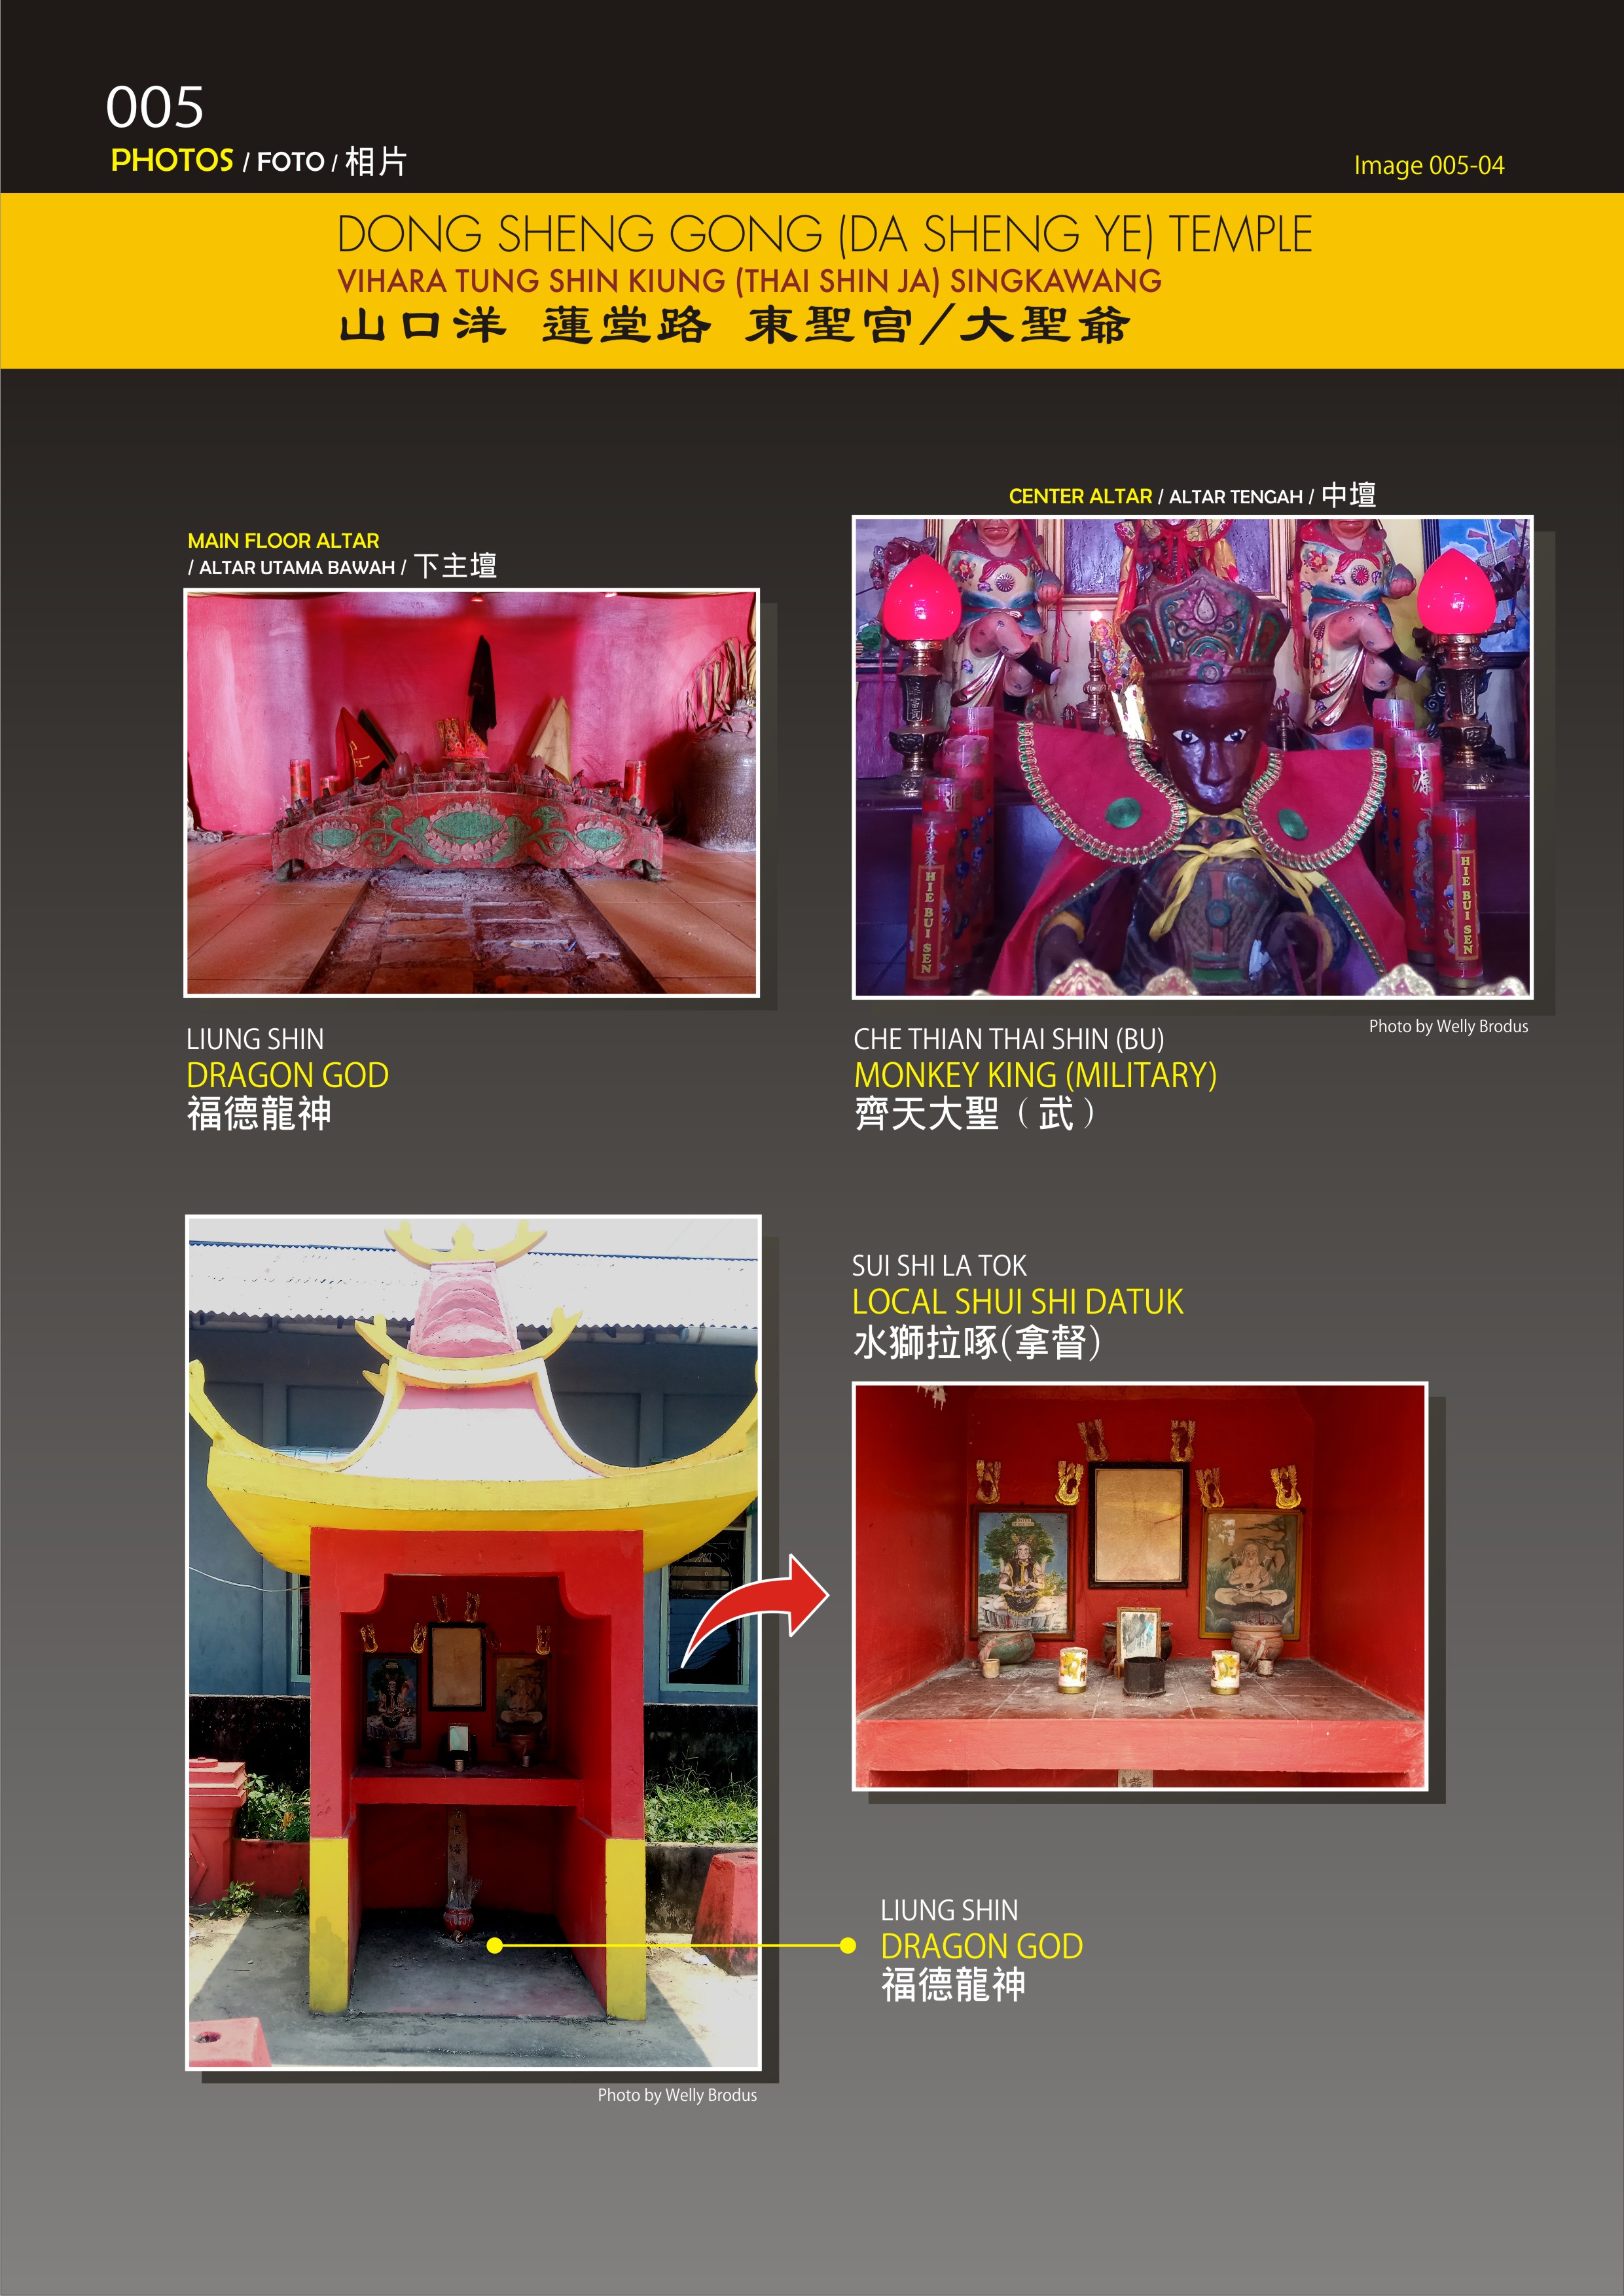 005
PHOTOS / FOTO / 相片
Image 005-04
DONG SHENG GONG (DA SHENG YE) TEMPLE
VIHARA TUNG SHIN KIUNG (THAI SHIN JA) SINGKAWANG
山口洋 蓮堂路 東聖宮/大聖爺
MAIN FLOOR ALTAR
/ ALTAR UTAMA BAWAH / 下主壇
LIUNG SHIN
DRAGON GOD
福德龍神
CENTER ALTAR / ALTAR TENGAH / 中壇
HIE BUI SEN
HIE BUI SEN
Photo by Welly Brodus
CHE THIAN THAI SHIN (BU)
MONKEY KING (MILITARY)
齊天大聖（武）
SUI SHI LA TOK
LOCAL SHUI SHI DATUK
水獅拉啄(拿督)
LIUNG SHIN
DRAGON GOD
福德龍神
Photo by Welly Brodus